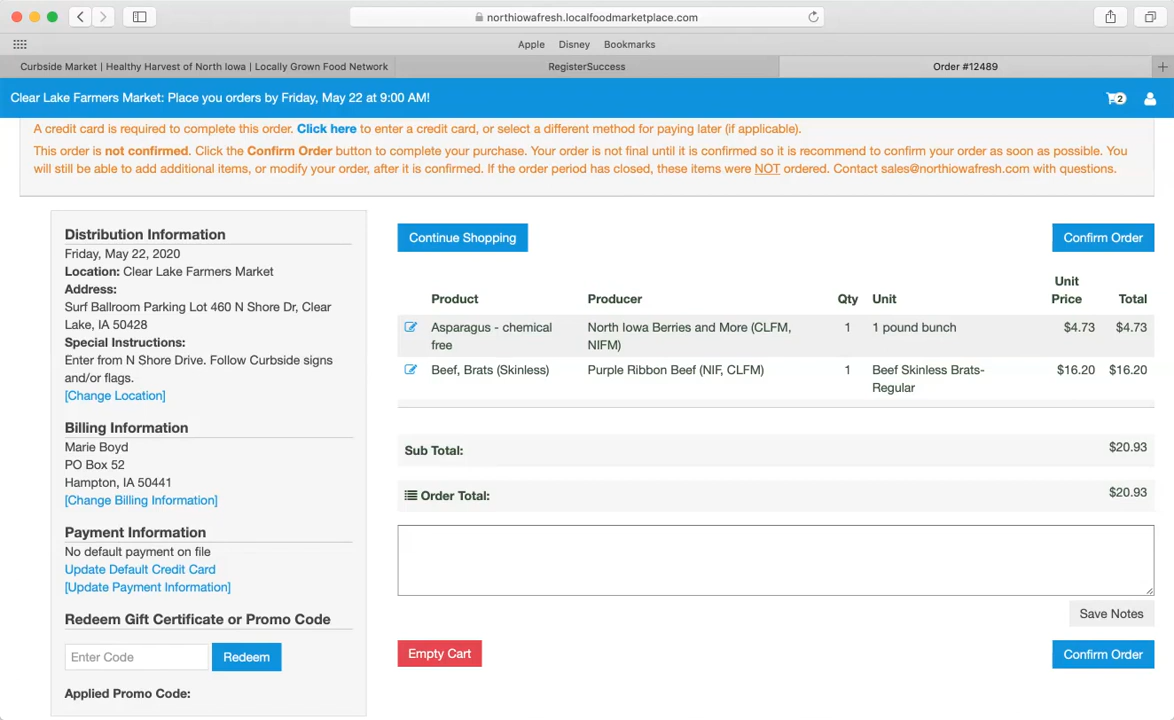 northiowafresh.localfoodmarketplace.com
Apple Disney Bookmarks
Curbside Market | Healthy Harvest of North Iowa | Locally Grown Food Network
RegisterSuccess
Order #12489
Clear Lake Farmers Market: Place you orders by Friday, May 22 at 9:00 AM!
2
A credit card is required to complete this order. Click here to enter a credit card, or select a different method for paying later (if applicable).
This order is not confirmed. Click the Confirm Order button to complete your purchase. Your order is not final until it is confirmed so it is recommend to confirm your order as soon as possible. You
will still be able to add additional items, or modify your order, after it is confirmed. If the order period has closed, these items were NOT ordered. Contact sales@northiowafresh.com with questions.
Distribution Information
Friday, May 22, 2020
Location: Clear Lake Farmers Market
Address:
Surf Ballroom Parking Lot 460 N Shore Dr, Clear
Lake, IA 50428
Special Instructions:
Enter from N Shore Drive. Follow Curbside signs
and/or flags.
[Change Location]
Billing Information
Marie Boyd
PO Box 52
Hampton, IA 50441
[Change Billing Information]
Payment Information
No default payment on file
Update Default Credit Card
[Update Payment Information]
Redeem Gift Certificate or Promo Code
Enter Code
Redeem
Applied Promo Code:
Continue Shopping
Confirm Order
Product Producer Qty Unit Unit Price Total
Asparagus - chemical free North Iowa Berries and More (CLFM, NIFM) 1 1 pound bunch $4.73 $4.73
Beef, Brats (Skinless) Purple Ribbon Beef (NIF, CLFM) 1 Beef Skinless Brats-Regular $16.20 $16.20
Sub Total: $20.93
Order Total: $20.93
Save Notes
Empty Cart
Confirm Order